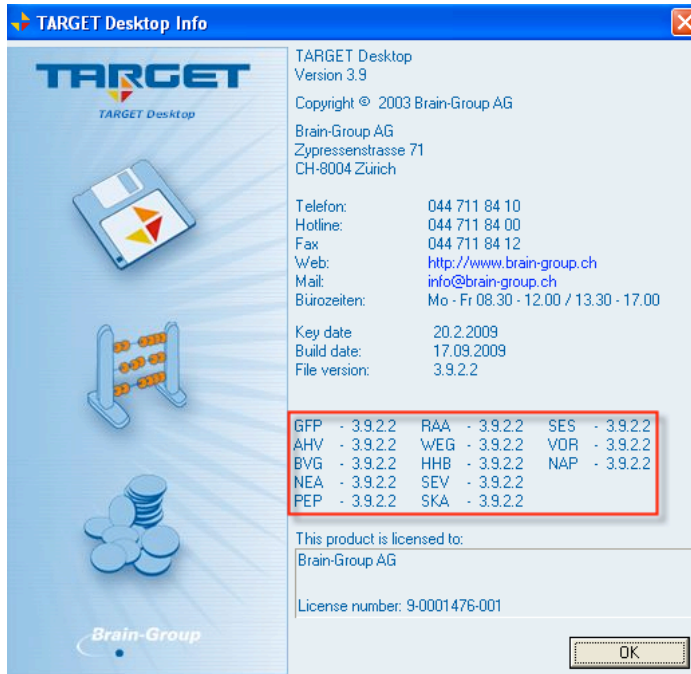 TARGET Desktop Info
TARGET
TARGET Desktop
TARGET Desktop
Version 3.9
Copyright © 2003 Brain-Group AG
Brain-Group AG
Zypressenstrasse 71
CH-8004 Zürich
Telefon: 044 711 84 10
Hotline: 044 711 84 00
Fax 044 711 84 12
Web: http://www.brain-group.ch
Mail: info@brain-group.ch
Bürozeiten: Mo - Fr 08.30 - 12.00 / 13.30 - 17.00
Key date 20.2.2009
Build date: 17.09.2009
File version: 3.9.2.2
GFP - 3.9.2.2 RAA - 3.9.2.2 SES - 3.9.2.2
AHV - 3.9.2.2 WEG - 3.9.2.2 VOR - 3.9.2.2
BVG - 3.9.2.2 HHB - 3.9.2.2 NAP - 3.9.2.2
NEA - 3.9.2.2 SEV - 3.9.2.2
PEP - 3.9.2.2 SKA - 3.9.2.2
This product is licensed to:
Brain-Group AG
License number: 9-0001476-001
Brain-Group
OK